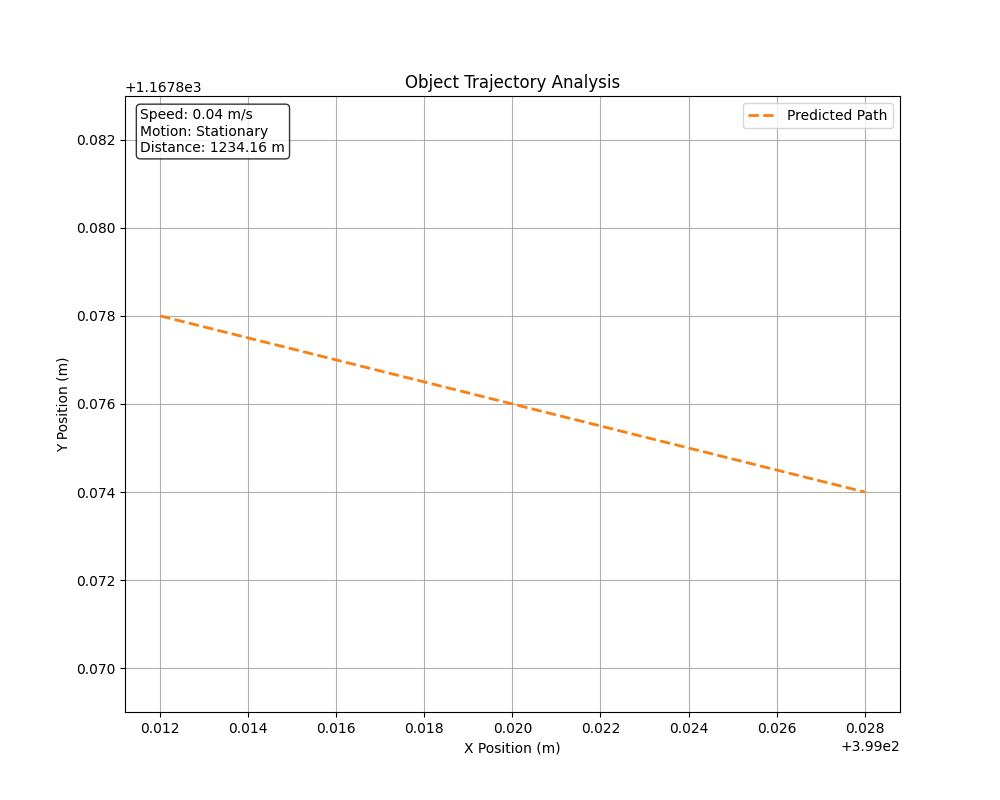 Object Trajectory Analysis
+1.1678e3
Speed: 0.04 m/s
Motion: Stationary
Distance: 1234.16 m
Predicted Path
0.082
0.080
0.078
0.076
0.074
0.072
0.070
Y Position (m)
0.012 0.014 0.016 0.018 0.020 0.022 0.024 0.026 0.028
X Position (m)
+3.99e2